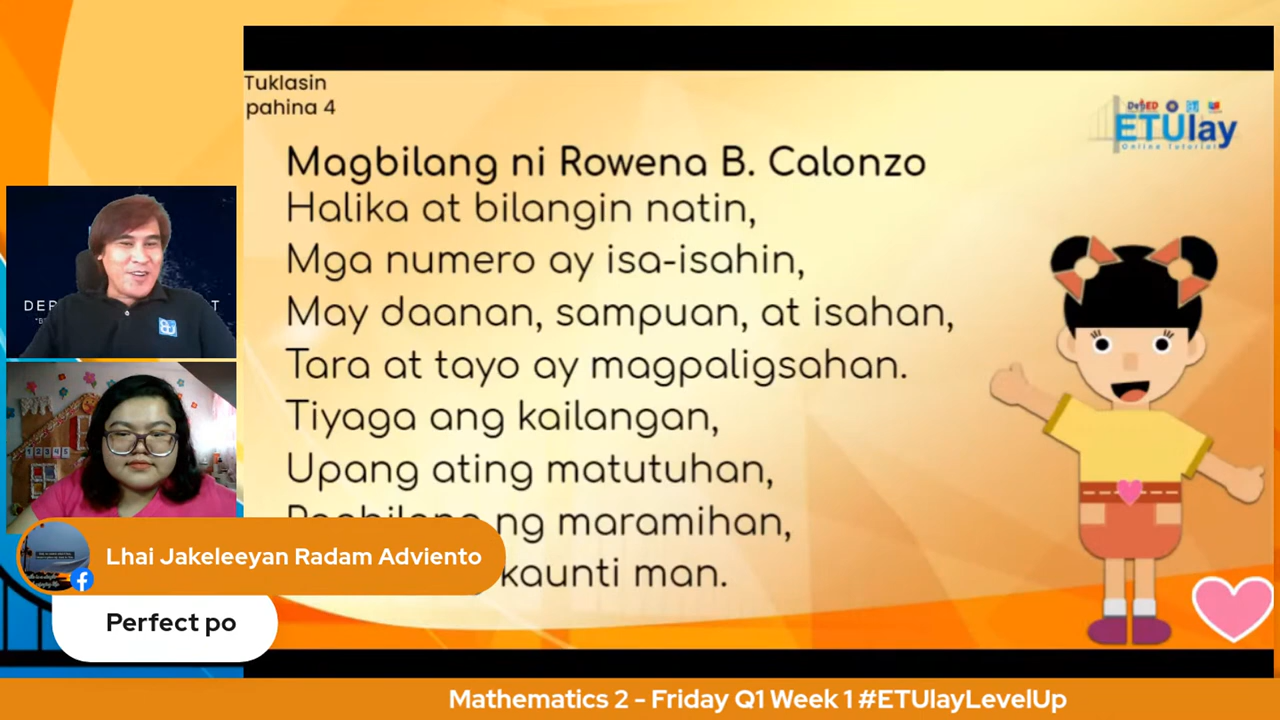 Tuklasin
pahina 4
DepED
ETUlay
Online Tutorial
Magbilang ni Rowena B. Calonzo
Halika at bilangin natin,
Mga numero ay isa-isahin,
May daanan, sampuan, at isahan,
Tara at tayo ay magpaligsahan.
Tiyaga ang kailangan,
Upang ating matutuhan,
ng maramihan,
kaunti man.
Lhai Jakeleeyan Radam Adviento
Perfect po
Mathematics 2 - Friday Q1 Week 1 #ETUlayLevelUp